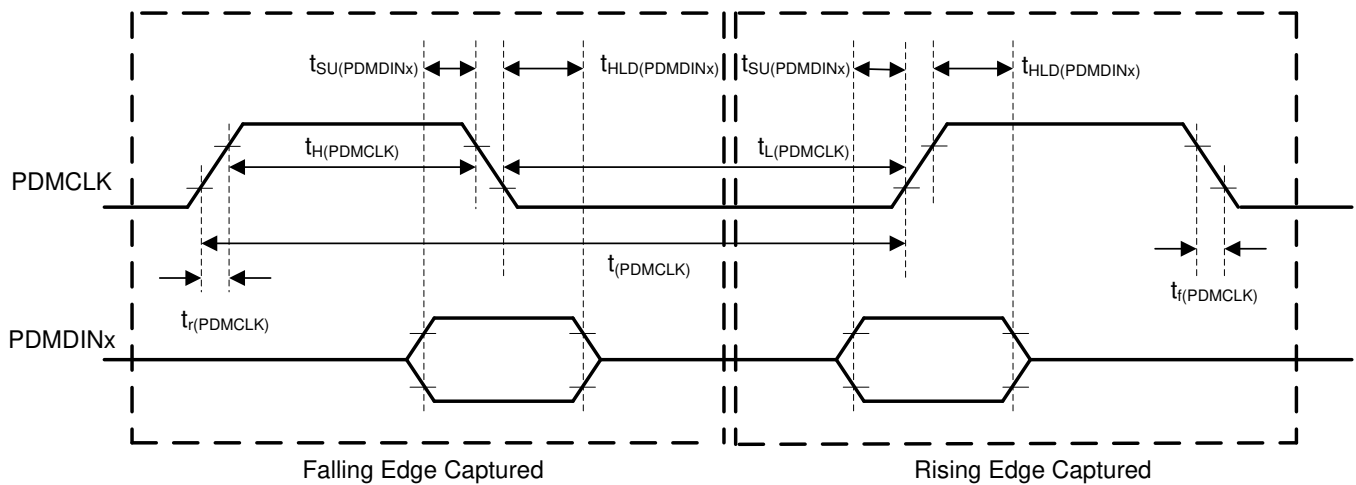 tSU(PDMDINx)
tHLD(PDMDINx)
tSU(PDMDINx)
tHLD(PDMDINx)
tH(PDMCLK)
tL(PDMCLK)
PDMCLK
t(PDMCLK)
tr(PDMCLK)
tf(PDMCLK)
PDMDINx
Falling Edge Captured
Rising Edge Captured